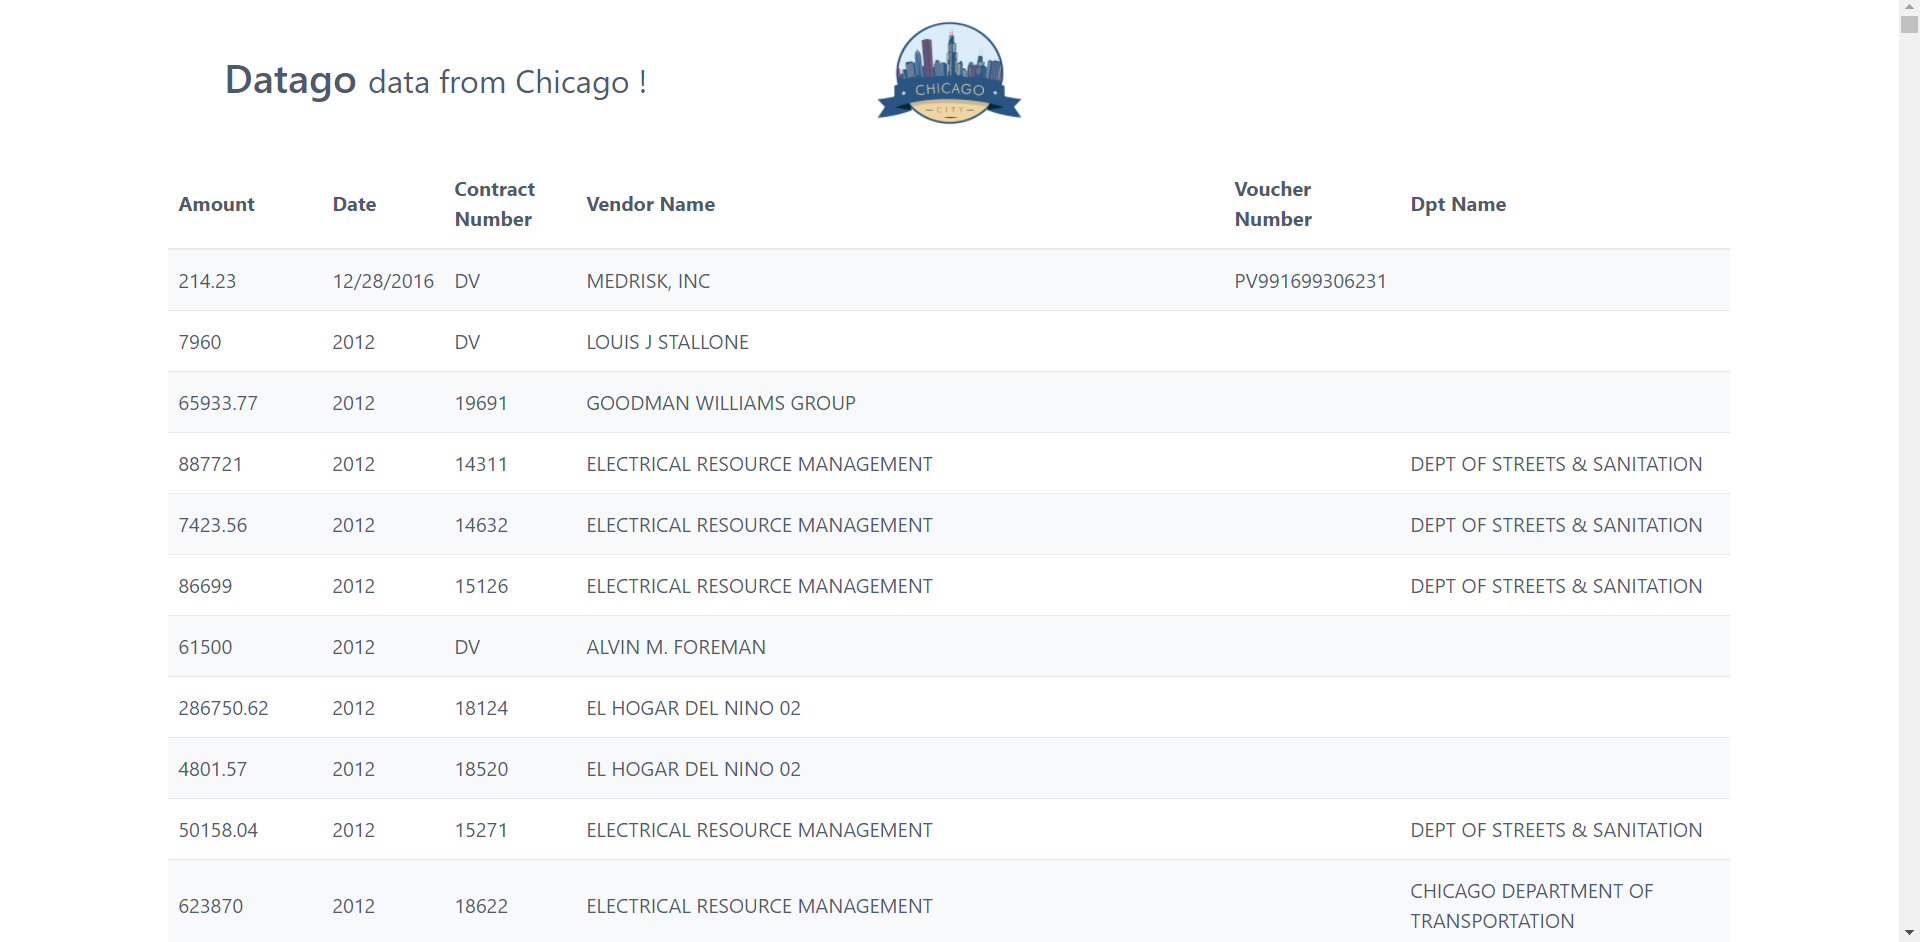 Datago data from Chicago !
CHICAGO
CITY
Amount Date Contract Number Vendor Name Voucher Number Dpt Name
214.23 12/28/2016 DV MEDRISK, INC PV991699306231
7960 2012 DV LOUIS J STALLONE
65933.77 2012 19691 GOODMAN WILLIAMS GROUP
887721 2012 14311 ELECTRICAL RESOURCE MANAGEMENT DEPT OF STREETS & SANITATION
7423.56 2012 14632 ELECTRICAL RESOURCE MANAGEMENT DEPT OF STREETS & SANITATION
86699 2012 15126 ELECTRICAL RESOURCE MANAGEMENT DEPT OF STREETS & SANITATION
61500 2012 DV ALVIN M. FOREMAN
286750.62 2012 18124 EL HOGAR DEL NINO 02
4801.57 2012 18520 EL HOGAR DEL NINO 02
50158.04 2012 15271 ELECTRICAL RESOURCE MANAGEMENT DEPT OF STREETS & SANITATION
623870 2012 18622 ELECTRICAL RESOURCE MANAGEMENT CHICAGO DEPARTMENT OF
TRANSPORTATION